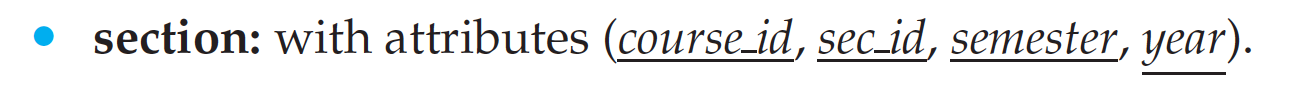 • section: with attributes (course_id, sec_id, semester, year).